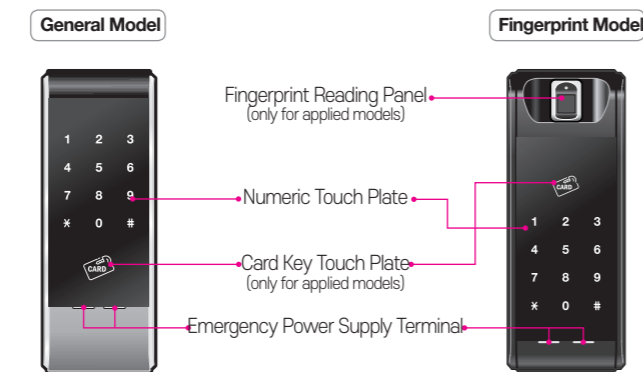 General Model
Fingerprint Model
Fingerprint Reading Panel
(only for applied models)
1 2 3
4 5 6
7 8 9
* 0 #
CARD
Numeric Touch Plate
Card Key Touch Plate
(only for applied models)
Emergency Power Supply Terminal
CARD
1 2 3
4 5 6
7 8 9
* 0 #